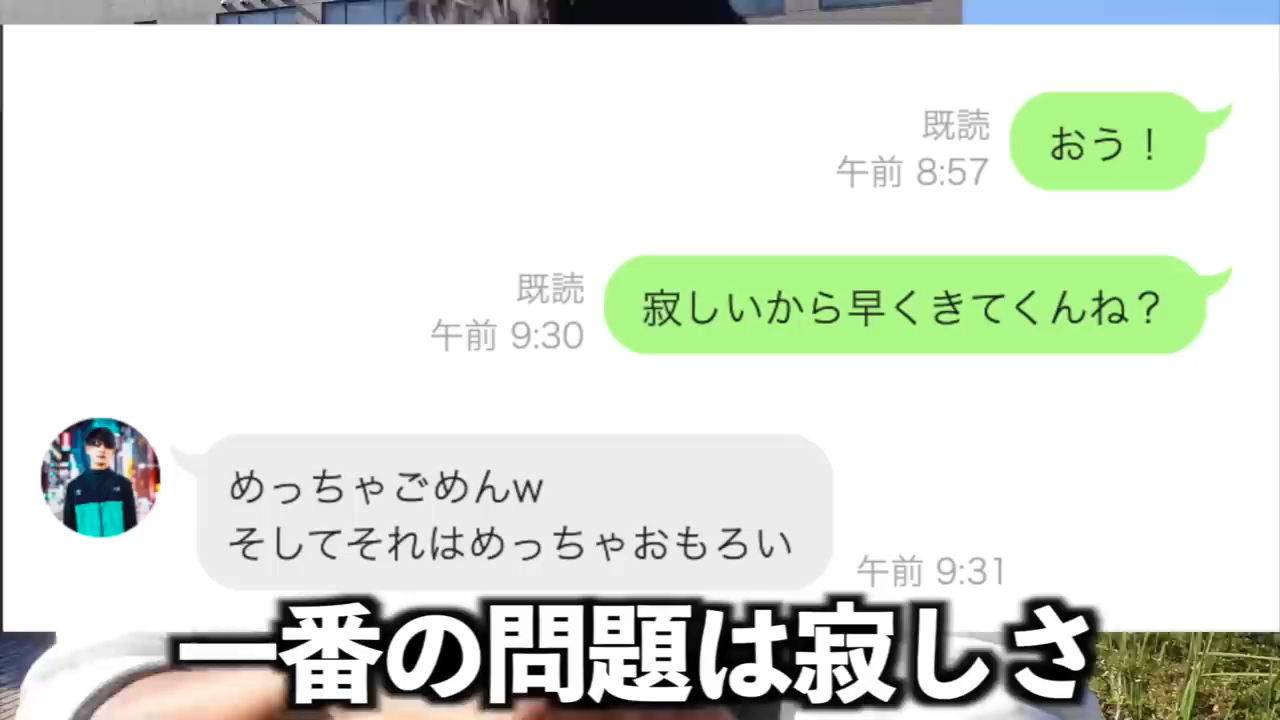 既読
午前 8:57
おう！
既読
午前 9:30
寂しいから早くきてくんね？
めっちゃごめんw
そしてそれはめっちゃおもろい
午前 9:31
一番の問題は寂しさ